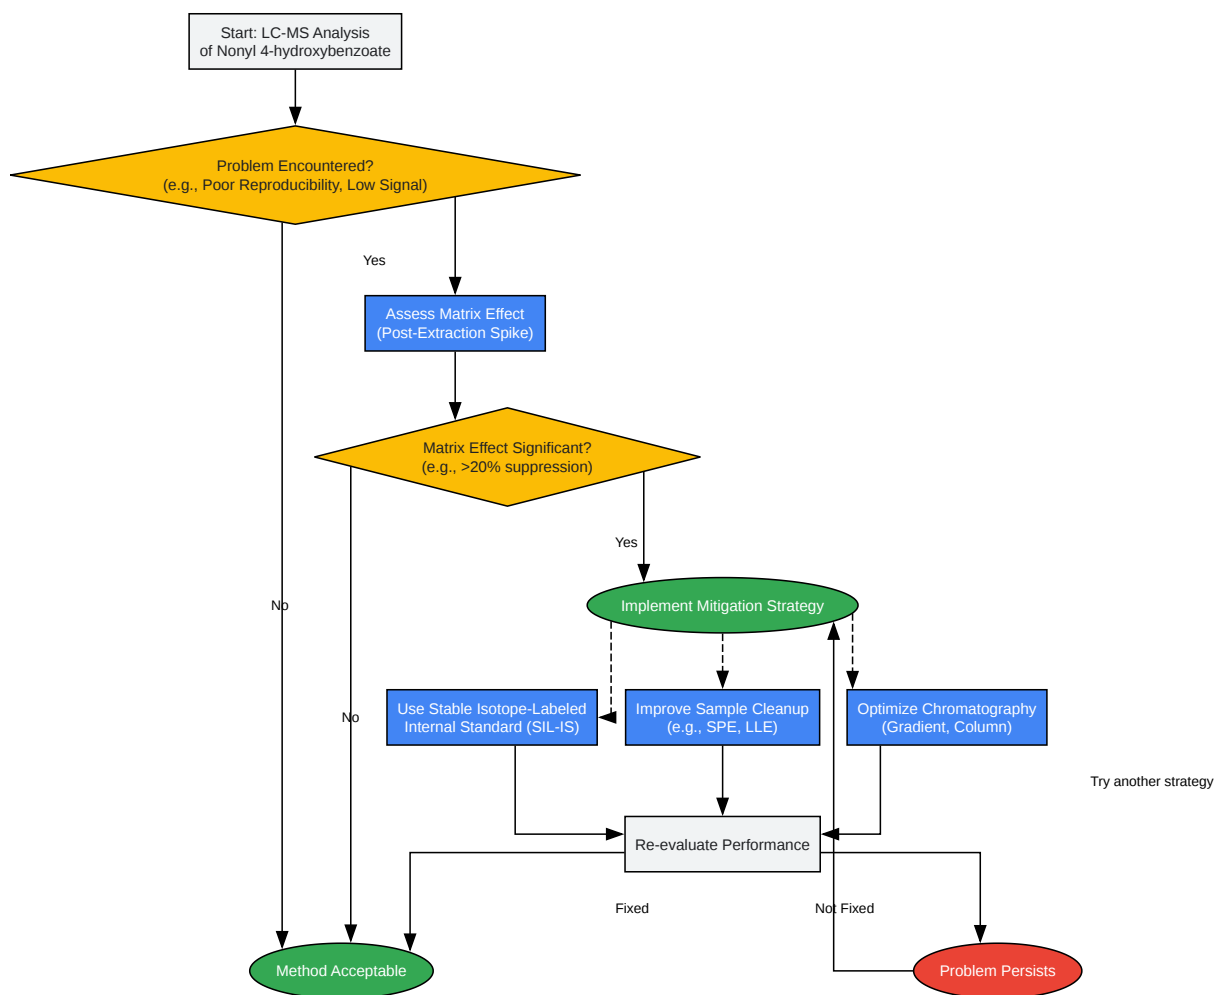 Start: LC-MS Analysis
of Nonyl 4-hydroxybenzoate
Problem Encountered?
(e.g., Poor Reproducibility, Low Signal)
Yes
Assess Matrix Effect
(Post-Extraction Spike)
Matrix Effect Significant?
(e.g., >20% suppression)
Yes
No
Implement Mitigation Strategy
No
Use Stable Isotope-Labeled
Internal Standard (SIL-IS)
Improve Sample Cleanup
(e.g., SPE, LLE)
Optimize Chromatography
(Gradient, Column)
Try another strategy
Re-evaluate Performance
Fixed
Not Fixed
Method Acceptable
Problem Persists